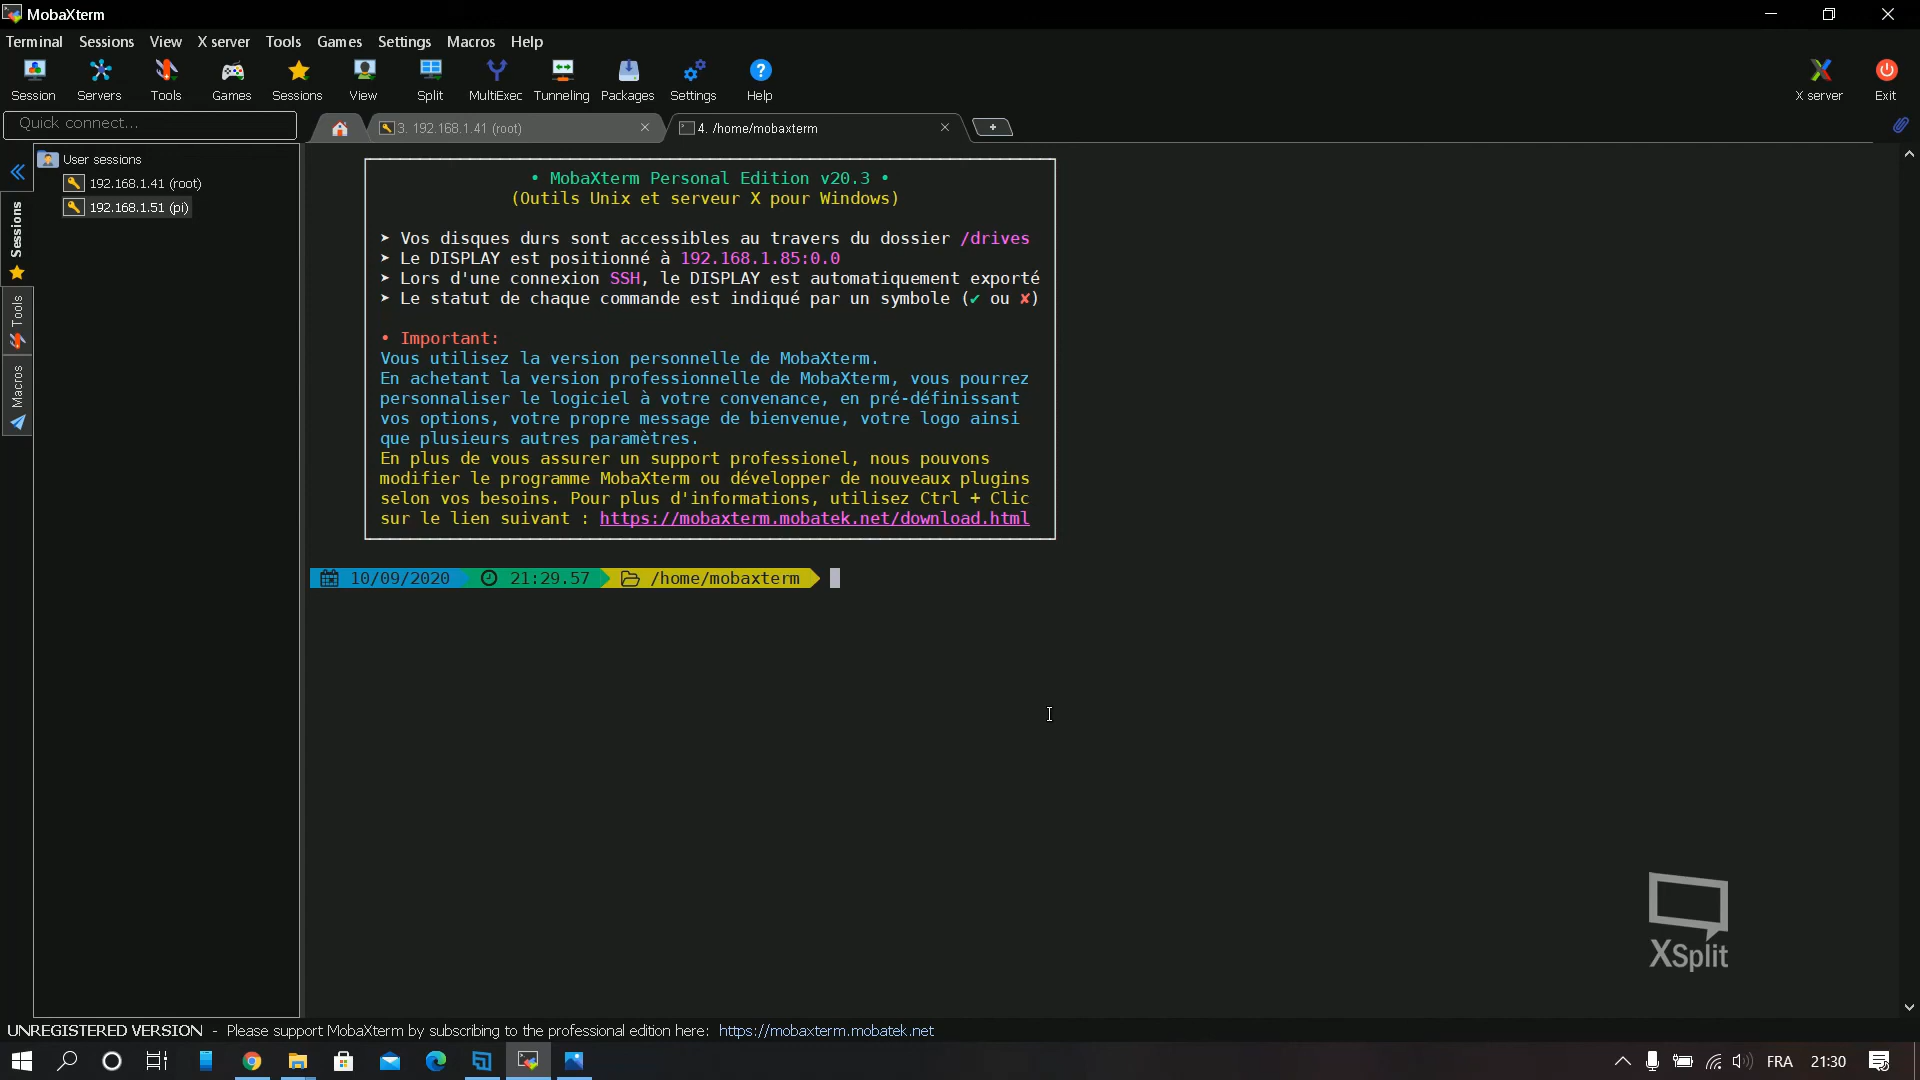 MobaXterm
Terminal Sessions View X server Tools Games Settings Macros Help
Session Servers Tools Games Sessions View Split MultiExec Tunneling Packages Settings Help X server Exit
Quick connect...
3. 192.168.1.41 (root)
4. /home/mobaxterm
User sessions
192.168.1.41 (root)
192.168.1.51 (pi)
Sessions
Tools
Macros
• MobaXterm Personal Edition v20.3 •
(Outils Unix et serveur X pour Windows)
➤ Vos disques durs sont accessibles au travers du dossier /drives
➤ Le DISPLAY est positionné à 192.168.1.85:0.0
➤ Lors d'une connexion SSH, le DISPLAY est automatiquement exporté
➤ Le statut de chaque commande est indiqué par un symbole (✔ ou ✘)
• Important:
Vous utilisez la version personnelle de MobaXterm.
En achetant la version professionnelle de MobaXterm, vous pourrez
personnaliser le logiciel à votre convenance, en pré-définissant
vos options, votre propre message de bienvenue, votre logo ainsi
que plusieurs autres paramètres.
En plus de vous assurer un support professionel, nous pouvons
modifier le programme MobaXterm ou développer de nouveaux plugins
selon vos besoins. Pour plus d'informations, utilisez Ctrl + Clic
sur le lien suivant : https://mobaxterm.mobatek.net/download.html
10/09/2020 21:29.57 /home/mobaxterm
XSplit
UNREGISTERED VERSION - Please support MobaXterm by subscribing to the professional edition here: https://mobaxterm.mobatek.net
FRA 21:30